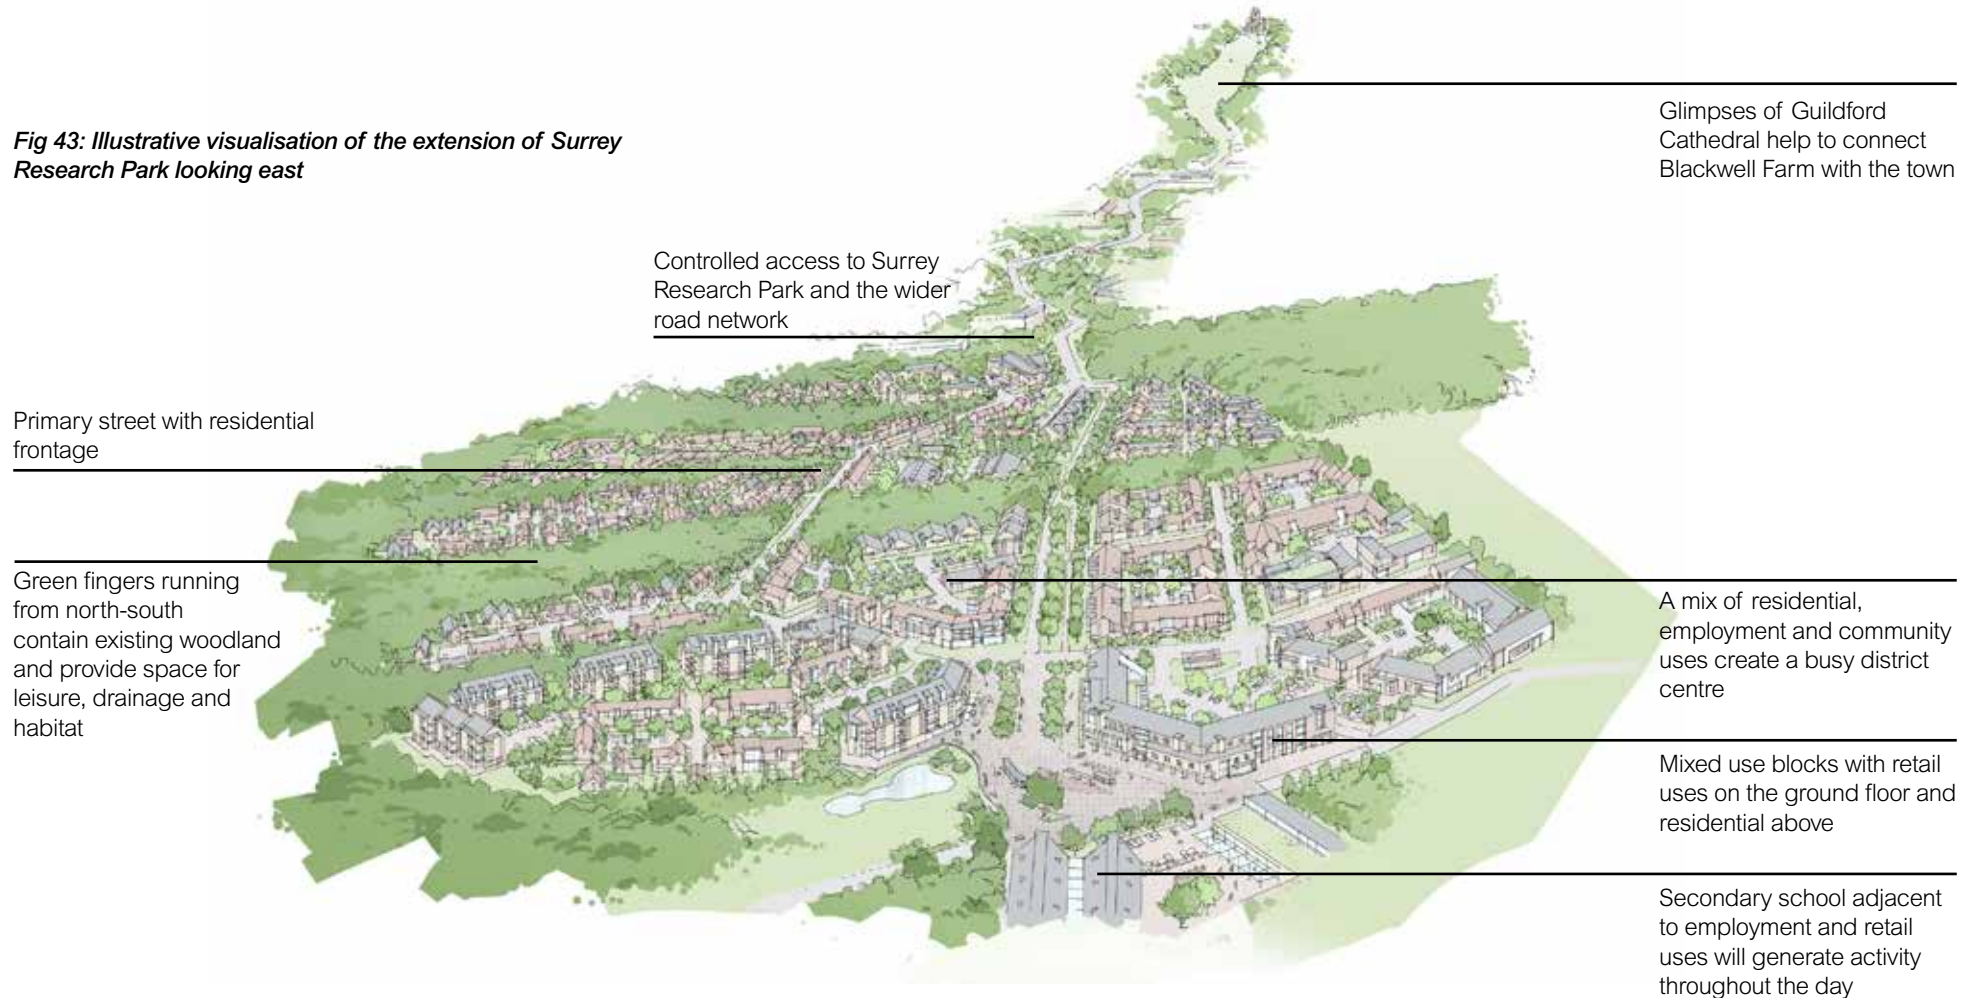 Fig 43: Illustrative visualisation of the extension of Surrey
Research Park looking east
Glimpses of Guildford
Cathedral help to connect
Blackwell Farm with the town
Controlled access to Surrey
Research Park and the wider
road network
Primary street with residential
frontage
Green fingers running
from north-south
contain existing woodland
and provide space for
leisure, drainage and
habitat
A mix of residential,
employment and community
uses create a busy district
centre
Mixed use blocks with retail
uses on the ground floor and
residential above
Secondary school adjacent
to employment and retail
uses will generate activity
throughout the day